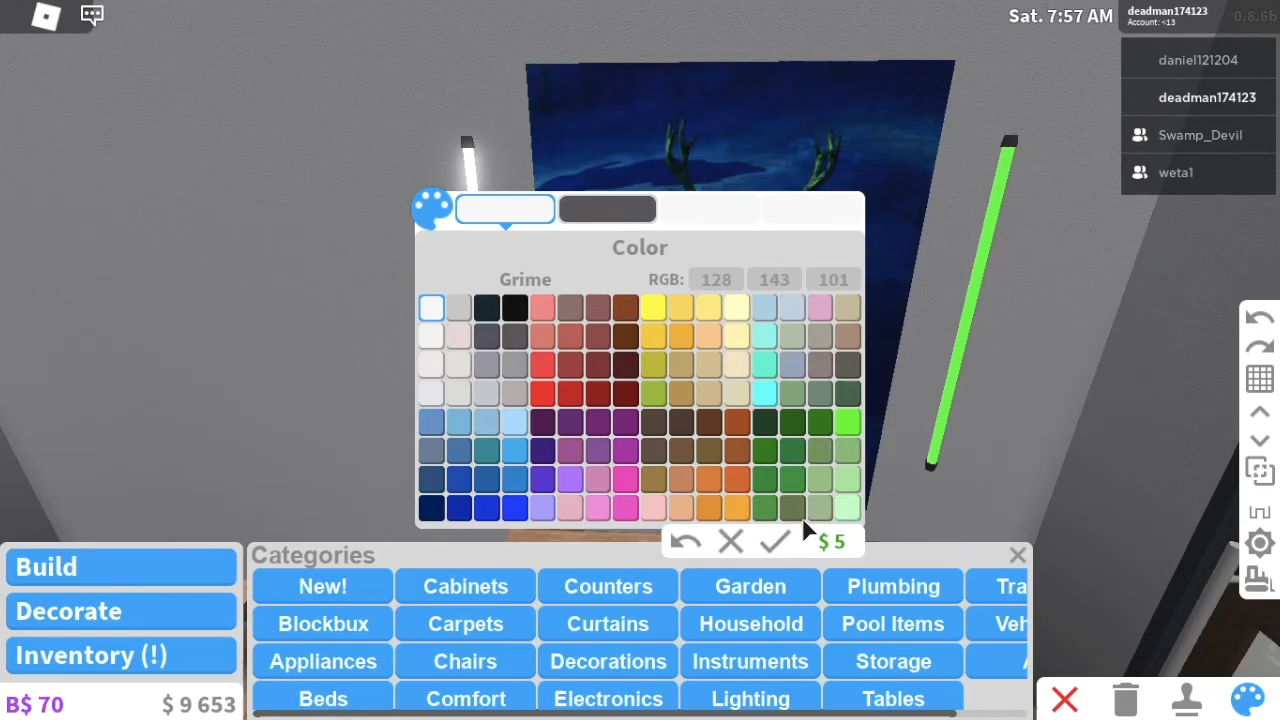 Sat. 7:57 AM
deadman174123
Account: <13
0.8.6b
daniel121204
deadman174123
Swamp_Devil
weta1
Color
Grime
RGB: 128 143 101
$ 5
Build
Decorate
Inventory (!)
B$ 70
$ 9 653
Categories
New! Cabinets Counters Garden Plumbing Tra
Blockbux Carpets Curtains Household Pool Items Veh
Appliances Chairs Decorations Instruments Storage
Beds Comfort Electronics Lighting Tables